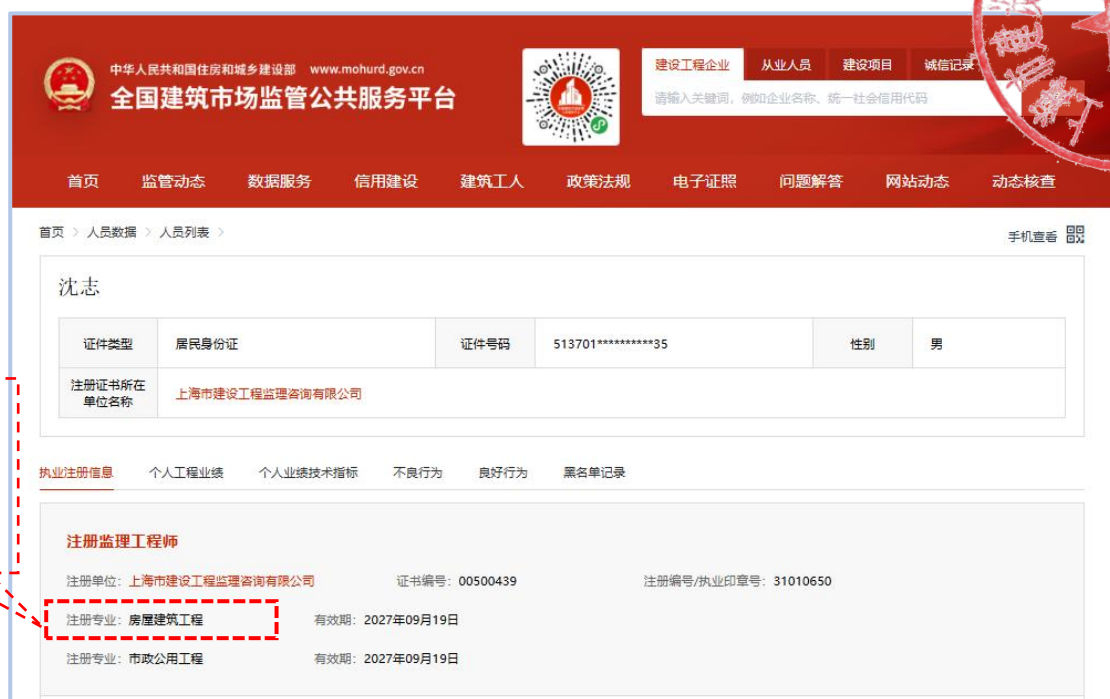 中华人民共和国住房和城乡建设部 www.mohurd.gov.cn
全国建筑市场监管公共服务平台
建设工程企业 从业人员 建设项目 诚信记录
请输入关键词，例如企业名称、统一社会信用代码
首页 监管动态 数据服务 信用建设 建筑工人 政策法规 电子证照 问题解答 网站动态 动态核查
首页 > 人员数据 > 人员列表 >
手机查看
沈志
证件类型 居民身份证 证件号码 513701**********35 性别 男
注册证书所在
单位名称 上海市建设工程监理咨询有限公司
执业注册信息 个人工程业绩 个人业绩技术指标 不良行为 良好行为 黑名单记录
注册监理工程师
注册单位：上海市建设工程监理咨询有限公司 证书编号：00500439 注册编号/执业印章号：31010650
注册专业：房屋建筑工程 有效期：2027年09月19日
注册专业：市政公用工程 有效期：2027年09月19日